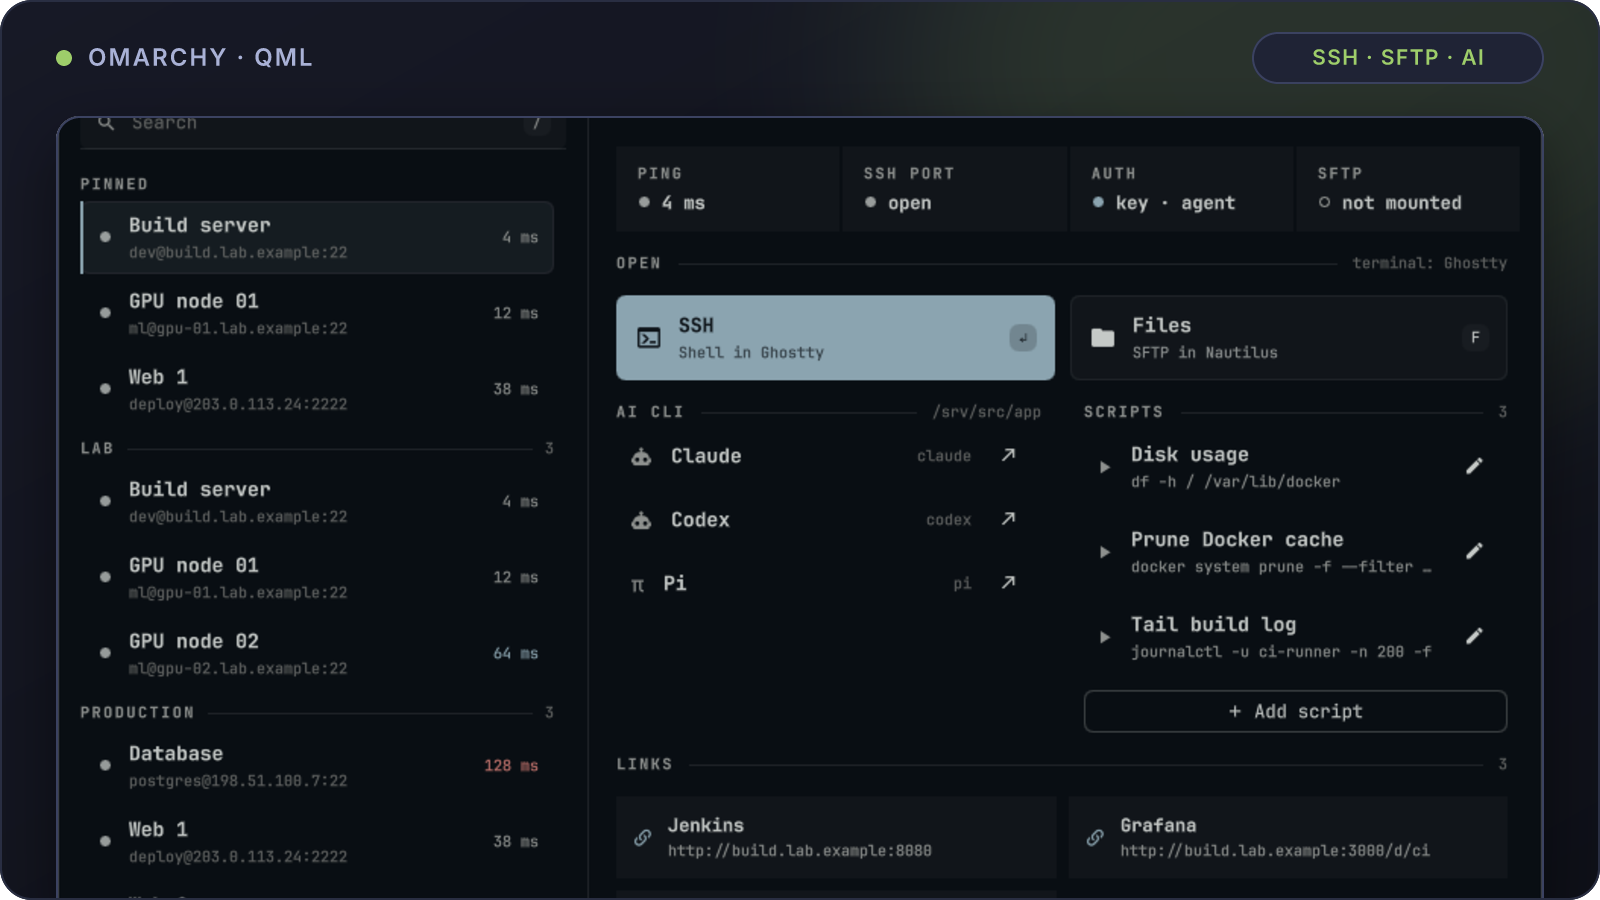 OMARCHY · QML
SSH · SFTP · AI
Search /
PINNED
Build server
dev@build.lab.example:22
4 ms
GPU node 01
ml@gpu-01.lab.example:22
12 ms
Web 1
deploy@203.0.113.24:2222
38 ms
LAB 3
Build server
dev@build.lab.example:22
4 ms
GPU node 01
ml@gpu-01.lab.example:22
12 ms
GPU node 02
ml@gpu-02.lab.example:22
64 ms
PRODUCTION 3
Database
postgres@198.51.100.7:22
128 ms
Web 1
deploy@203.0.113.24:2222
38 ms
PING
4 ms
SSH PORT
open
AUTH
key · agent
SFTP
not mounted
OPEN terminal: Ghostty
SSH
Shell in Ghostty
↲
Files
SFTP in Nautilus
F
AI CLI /srv/src/app
Claude claude
Codex codex
π Pi pi
SCRIPTS 3
Disk usage
df -h / /var/lib/docker
Prune Docker cache
docker system prune -f --filter …
Tail build log
journalctl -u ci-runner -n 200 -f
+ Add script
LINKS 3
Jenkins
http://build.lab.example:8080
Grafana
http://build.lab.example:3000/d/ci